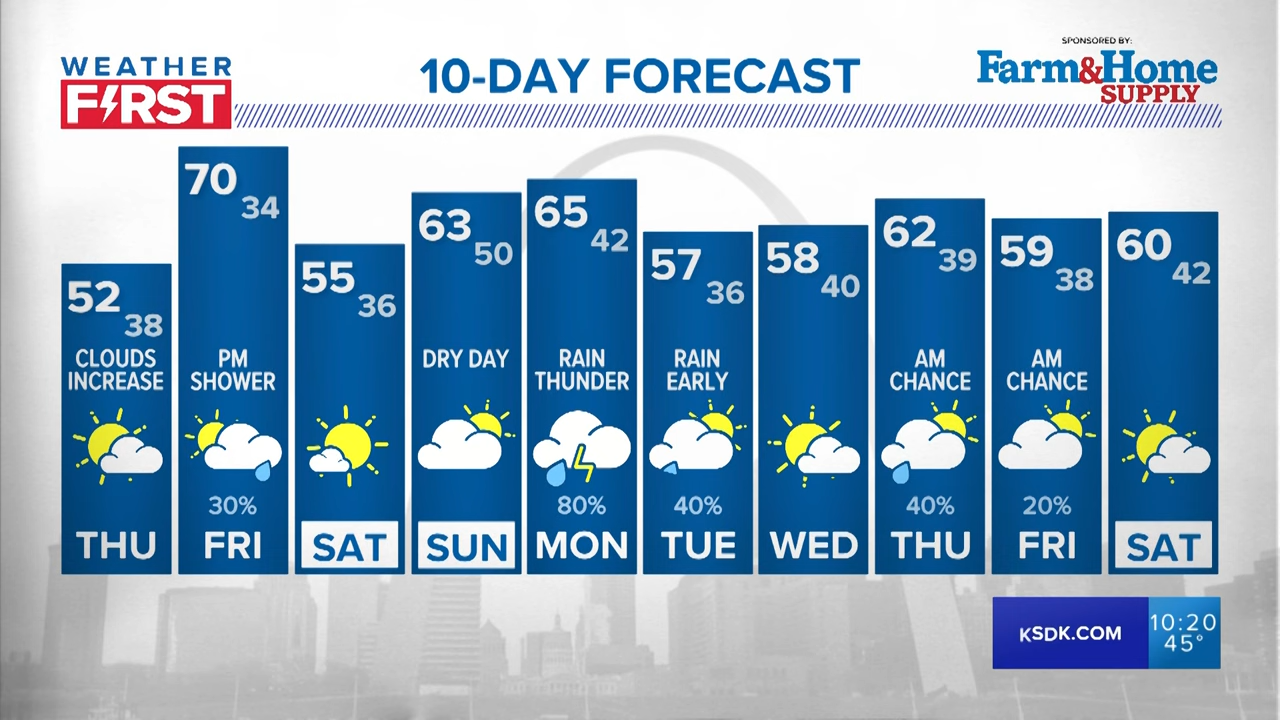 WEATHER
FIRST
10-DAY FORECAST
SPONSORED BY:
Farm&Home
SUPPLY
52
38
CLOUDS
INCREASE
THU
70
34
PM
SHOWER
30%
FRI
55
36
SAT
63
50
DRY DAY
SUN
65
42
RAIN
THUNDER
80%
MON
57
36
RAIN
EARLY
40%
TUE
58
40
WED
62
39
AM
CHANCE
40%
THU
59
38
AM
CHANCE
20%
FRI
60
42
SAT
KSDK.COM
10:20
45°